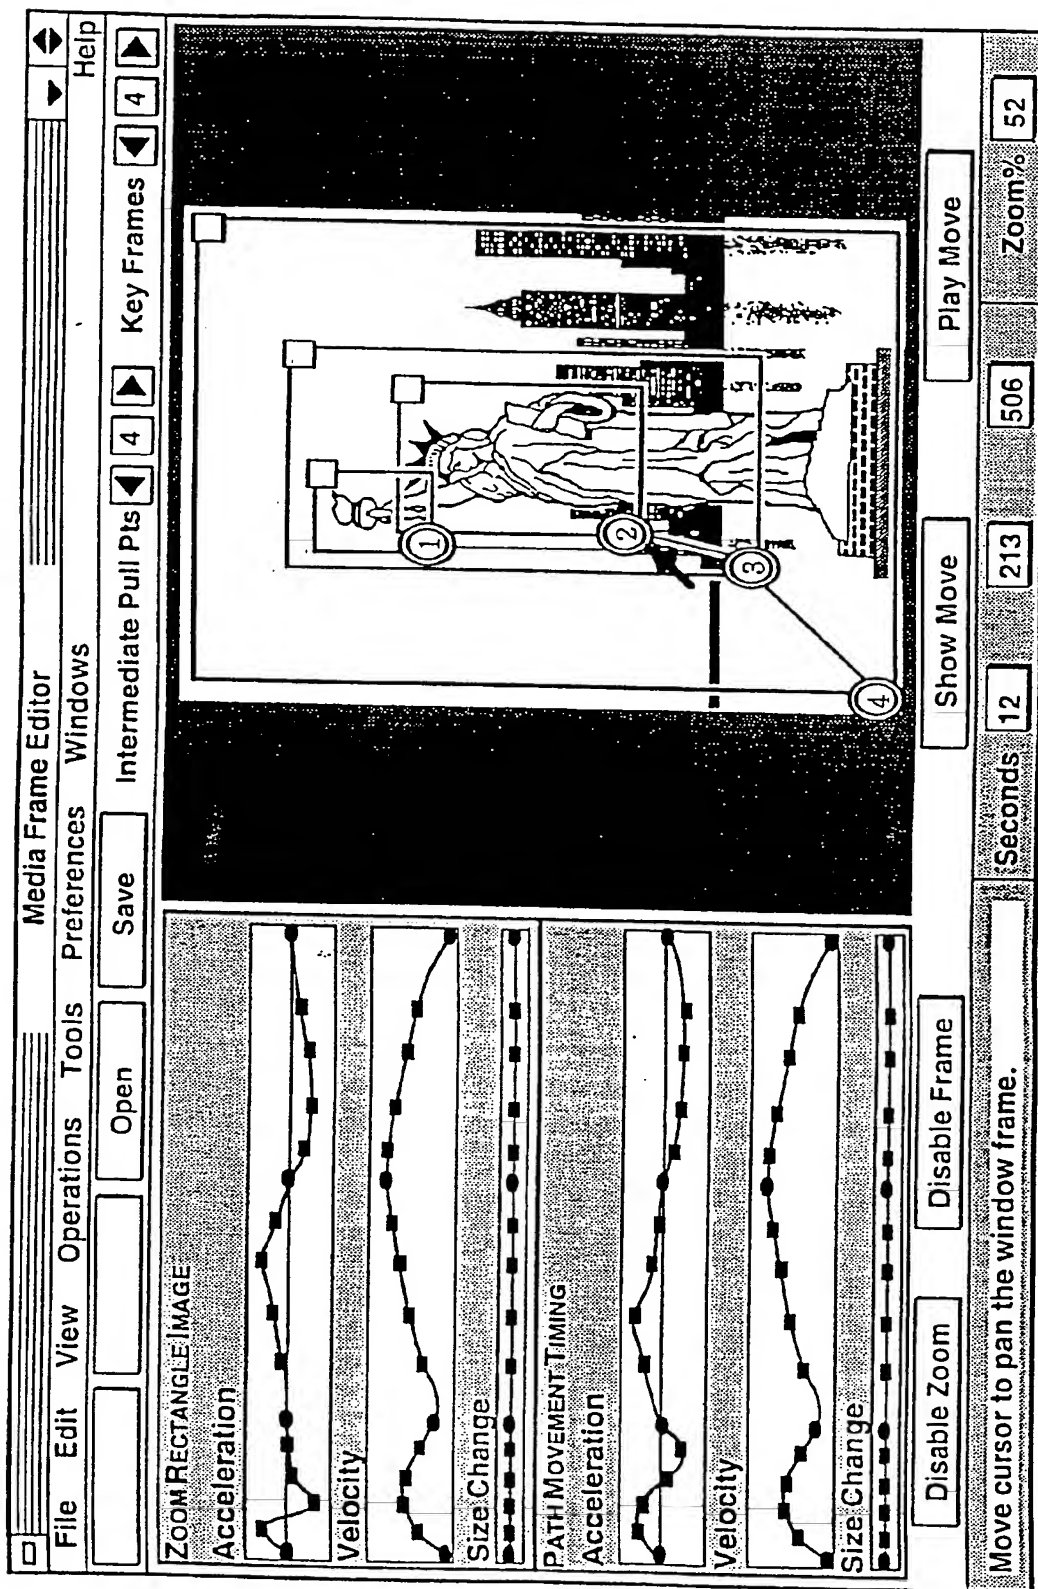 Media Frame Editor
File Edit View Operations Tools Preferences Windows Help
Open Save Intermediate Pull Pts 4 Key Frames 4
ZOOM RECTANGLE IMAGE
Acceleration
Velocity
Size Change
PATH MOVEMENT TIMING
Acceleration
Velocity
Size Change
1
2
3
4
Disable Zoom Disable Frame Show Move Play Move
Move cursor to pan the window frame. Seconds 12 213 506 Zoom% 52